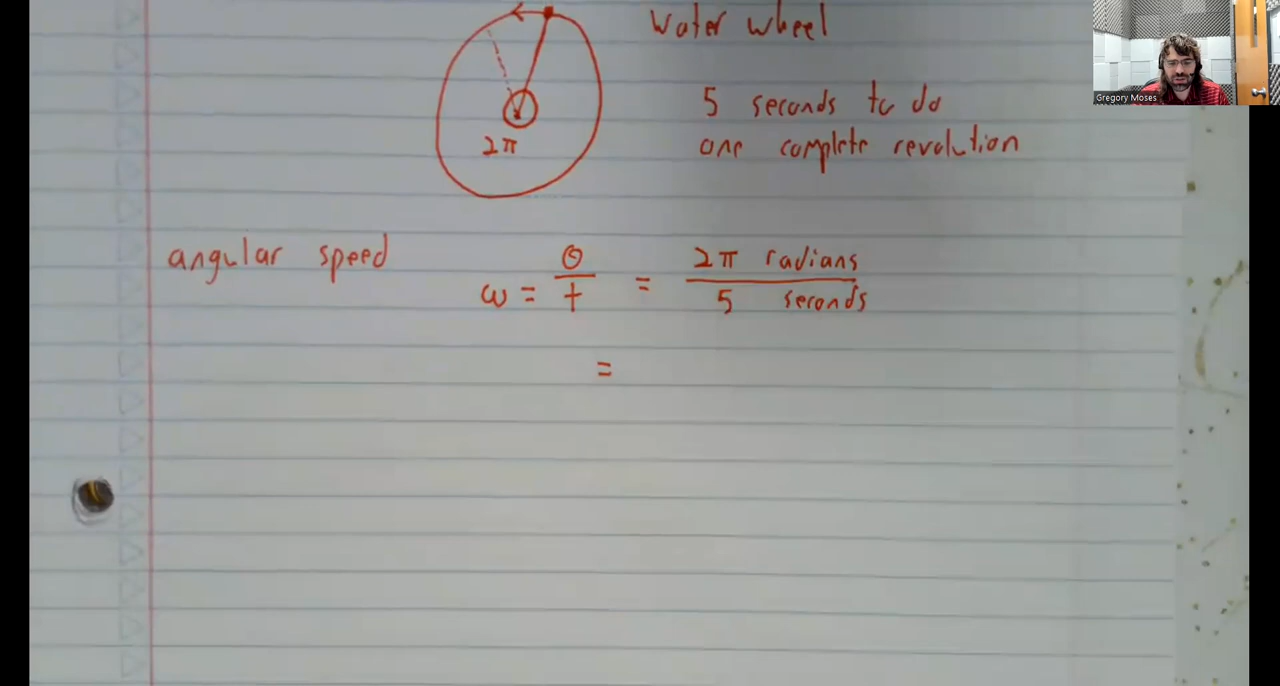 Water wheel
Gregory Moses
5 seconds to do
one complete revolution
2π
angular speed
ω = θ/t = 2π radians / 5 seconds
=